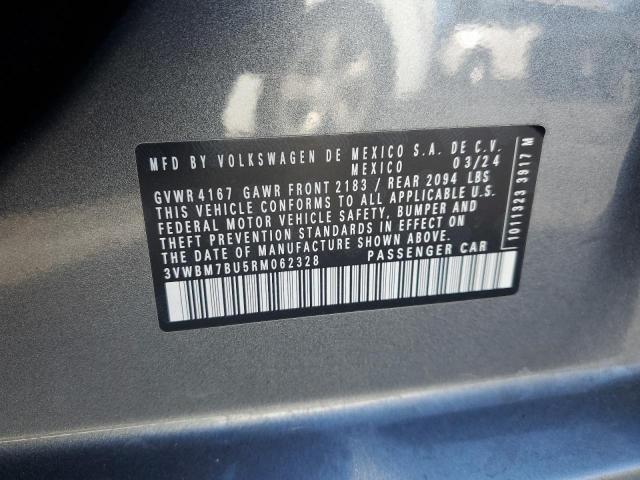 MFD BY VOLKSWAGEN DE MEXICO S.A. DE C.V.
MEXICO 03/24
GVWR 4167 GAWR FRONT 2183 / REAR 2094 LBS
THIS VEHICLE CONFORMS TO ALL APPLICABLE U.S.
FEDERAL MOTOR VEHICLE SAFETY, BUMPER AND
THEFT PREVENTION STANDARDS IN EFFECT ON
THE DATE OF MANUFACTURE SHOWN ABOVE.
3VWBM7BU5RM062328 PASSENGER CAR
1011323 3917 M